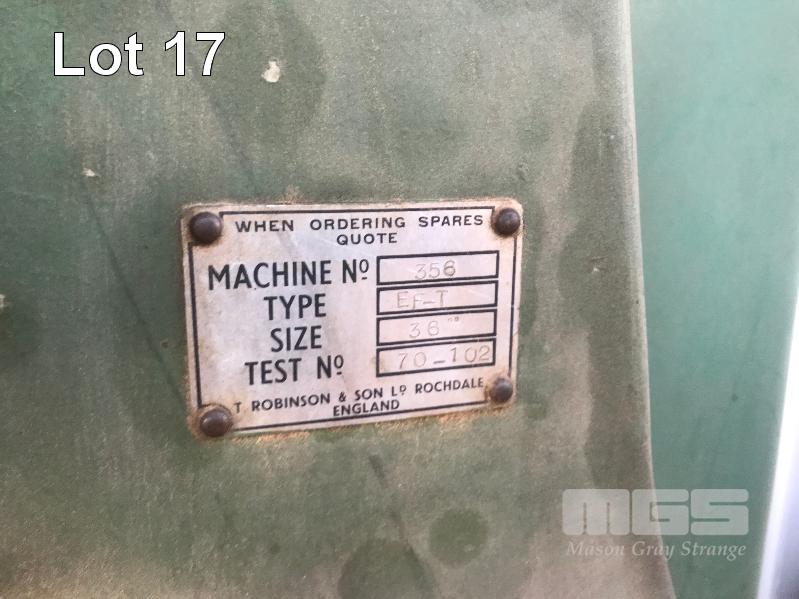 Lot 17
WHEN ORDERING SPARES
QUOTE
MACHINE Nº 356
TYPE EF-T
SIZE 36"
TEST Nº 70-102
T ROBINSON & SON Lº ROCHDALE
ENGLAND
MGS
Mason Gray Strange